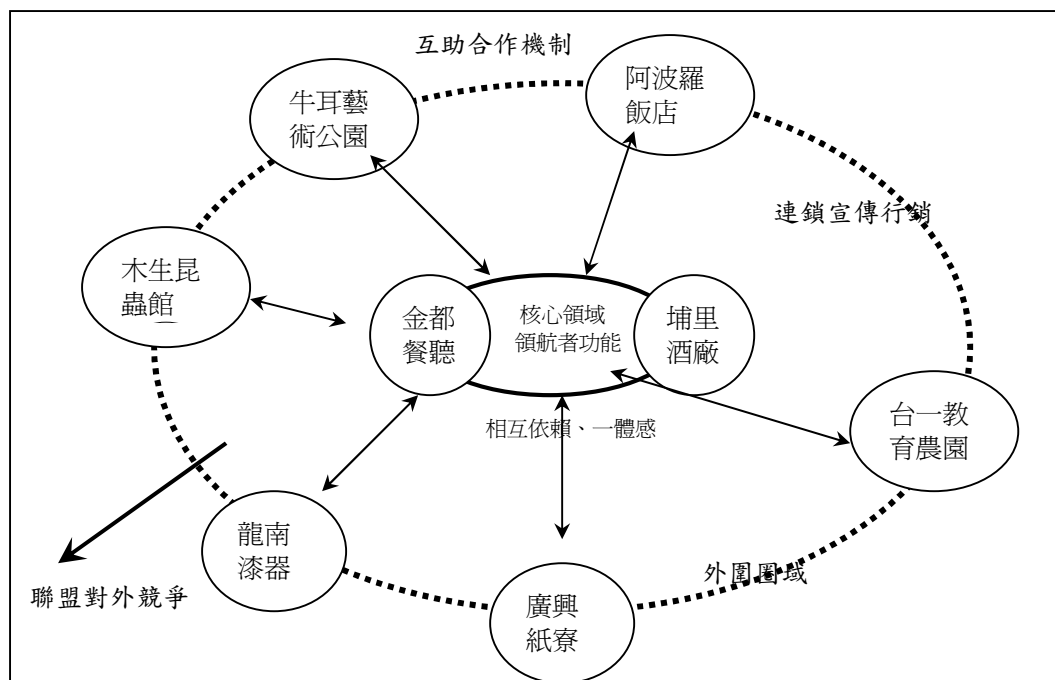 互助合作機制
牛耳藝
術公園
阿波羅
飯店
連鎖宣傳行銷
木生昆
蟲館
金都
餐聽
核心領域
領航者功能
埔里
酒廠
相互依賴、一體感
台一教
育農園
龍南
漆器
聯盟對外競爭
外圍圈域
廣興
紙寮